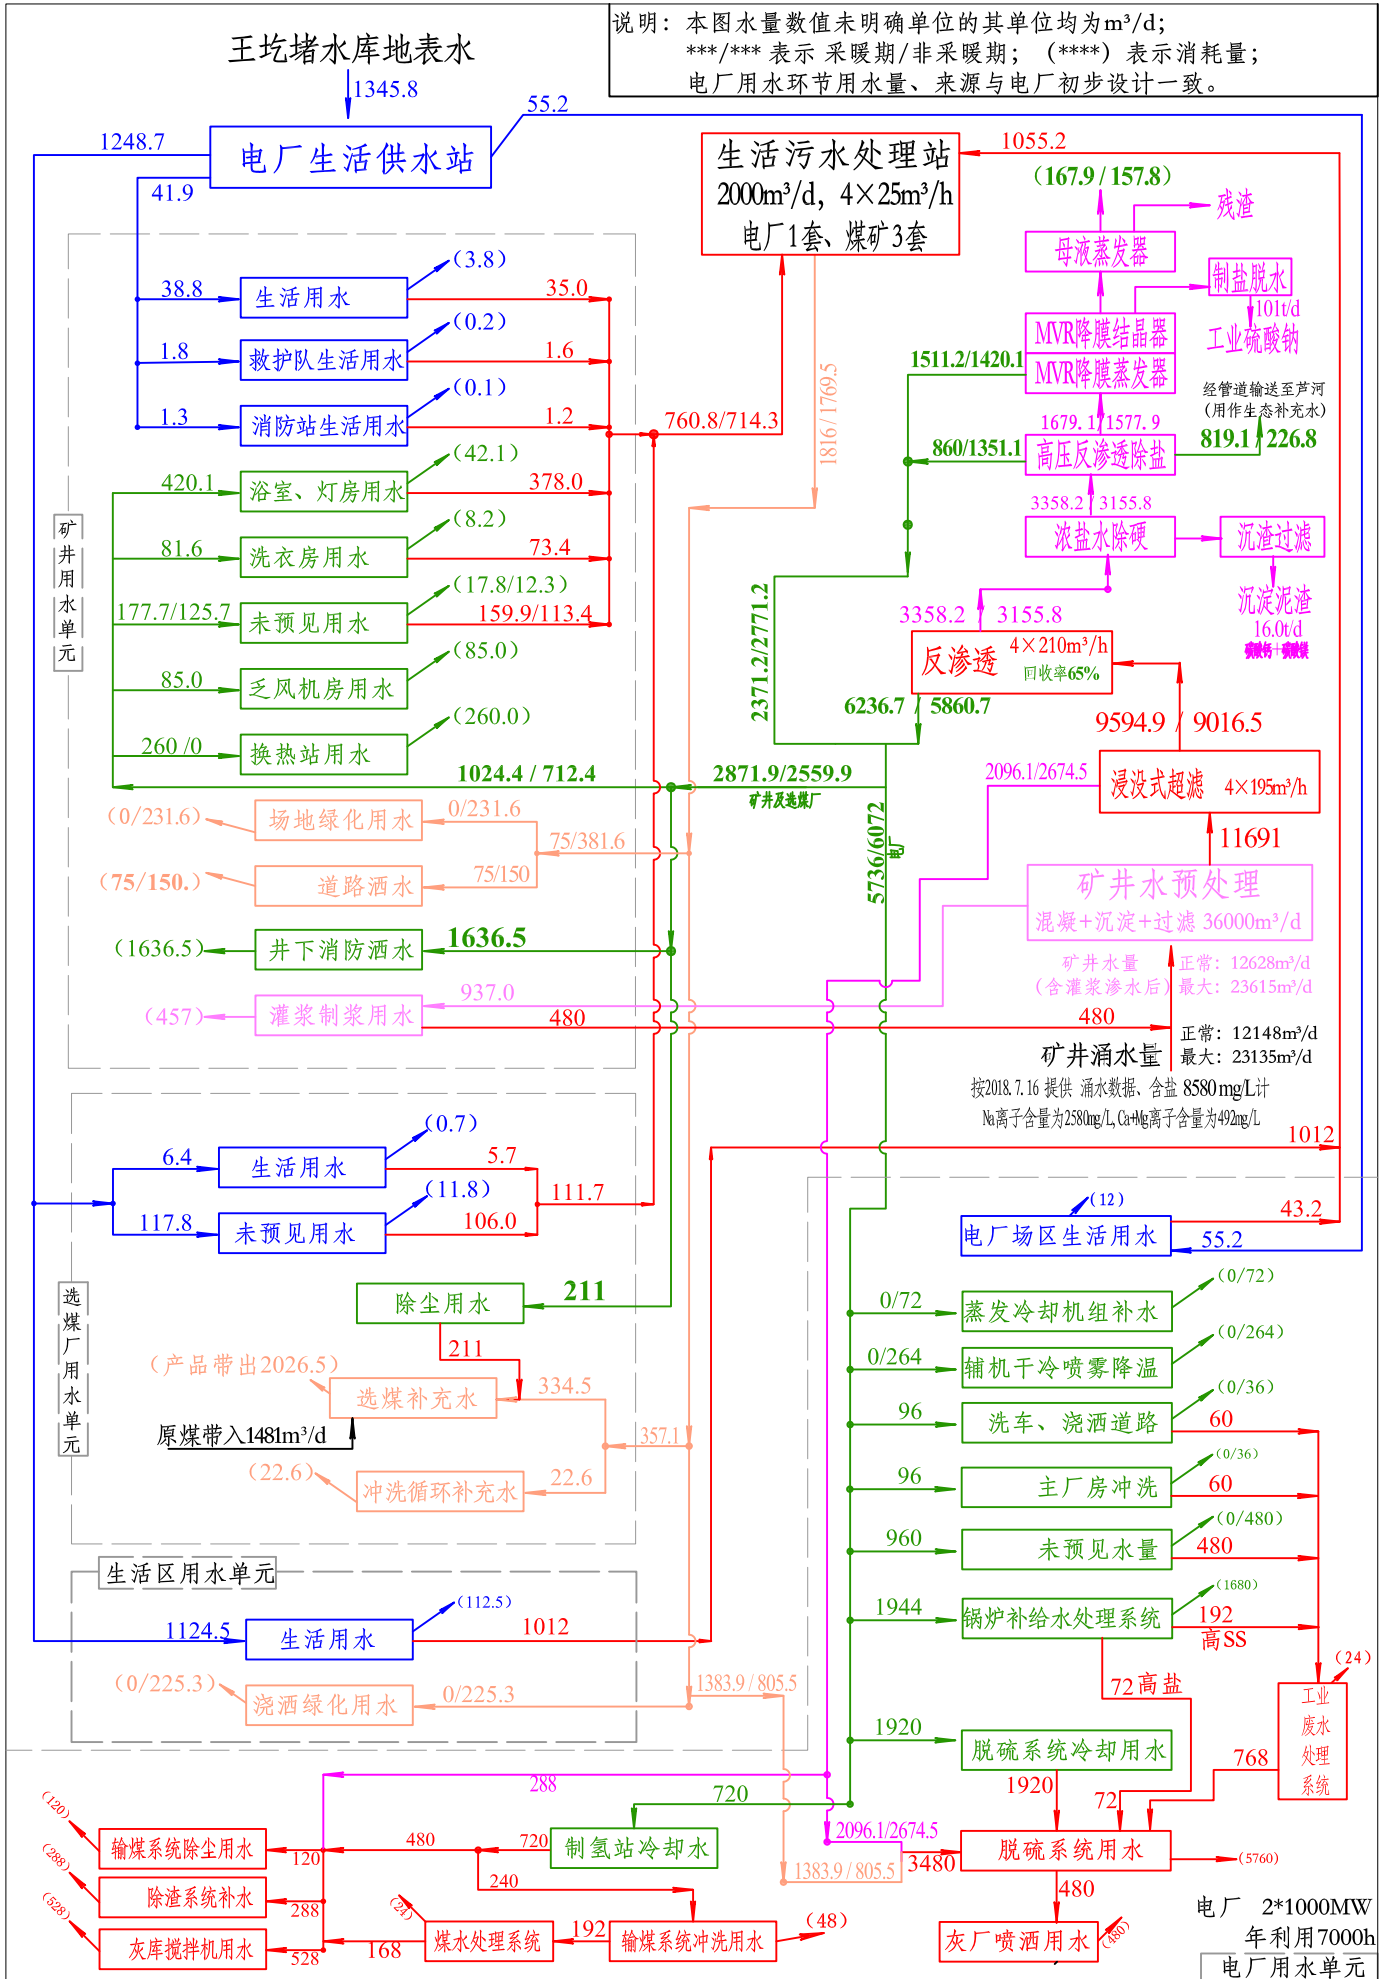 说明：本图水量数值未明确单位的其单位均为m³/d；
***/*** 表示 采暖期/非采暖期；（****）表示消耗量；
电厂用水环节用水量、来源与电厂初步设计一致。
王圪堵水库地表水
1345.8
55.2
1248.7
电厂生活供水站
41.9
生活污水处理站
2000m³/d，4×25m³/h
电厂1套、煤矿3套
1055.2
(167.9 / 157.8)
残渣
母液蒸发器
制盐脱水
101t/d
工业硫酸钠
MVR降膜结晶器
MVR降膜蒸发器
1511.2/1420.1
经管道输送至芦河
(用作生态补充水)
1679.1/1577.9
819.1 / 226.8
860/1351.1
高压反渗透除盐
3358.2 / 3155.8
浓盐水除硬
沉渣过滤
沉淀泥渣
16.0t/d
碳酸钙+碳酸镁
3358.2 / 3155.8
反渗透 4×210m³/h
回收率65%
6236.7 / 5860.7
9594.9 / 9016.5
2096.1/2674.5
浸没式超滤 4×195m³/h
11691
矿井水预处理
混凝+沉淀+过滤 36000m³/d
矿井水量 正常：12628m³/d
(含灌浆渗水后) 最大：23615m³/d
480
正常：12148m³/d
矿井涌水量 最大：23135m³/d
按2018.7.16 提供 涌水数据、含盐 8580mg/L计
Na离子含量为2580mg/L,Ca+Mg离子含量为492mg/L
矿井用水单元
38.8
生活用水
(3.8)
35.0
1.8
救护队生活用水
(0.2)
1.6
1.3
消防站生活用水
(0.1)
1.2
760.8/714.3
1816 / 1769.5
420.1
浴室、灯房用水
(42.1)
378.0
81.6
洗衣房用水
(8.2)
73.4
177.7/125.7
未预见用水
(17.8/12.3)
159.9/113.4
85.0
乏风机房用水
(85.0)
260 /0
换热站用水
(260.0)
1024.4 / 712.4
2871.9/2559.9
矿井及选煤厂
2371.2/2771.2
5736/6072
电厂
(0/231.6)
场地绿化用水
0/231.6
75/381.6
(75/150.)
道路洒水
75/150
(1636.5)
井下消防洒水
1636.5
(457)
灌浆制浆用水
937.0
480
选煤厂用水单元
6.4
生活用水
(0.7)
5.7
117.8
未预见用水
(11.8)
106.0
111.7
除尘用水
211
211
(产品带出2026.5)
选煤补充水
334.5
原煤带入1481m³/d
357.1
(22.6)
冲洗循环补充水
22.6
生活区用水单元
1124.5
生活用水
(112.5)
1012
(0/225.3)
浇洒绿化用水
0/225.3
1383.9 / 805.5
1012
(12)
电厂场区生活用水
43.2
55.2
0/72
蒸发冷却机组补水
(0/72)
0/264
辅机干冷喷雾降温
(0/264)
96
洗车、浇洒道路
(0/36)
60
96
主厂房冲洗
(0/36)
60
960
未预见水量
(0/480)
480
1944
锅炉补给水处理系统
(1680)
192
高SS
72 高盐
(24)
工业
废水
处理
系统
1920
脱硫系统冷却用水
1920
72
768
288
720
制氢站冷却水
720
480
240
2096.1/2674.5
1383.9 / 805.5
3480
脱硫系统用水
(5760)
480
灰厂喷洒用水
(480)
(120)
输煤系统除尘用水
120
(288)
除渣系统补水
288
(528)
灰库搅拌机用水
528
168
(24)
煤水处理系统
192
输煤系统冲洗用水
(48)
电厂 2*1000MW
年利用7000h
电厂用水单元